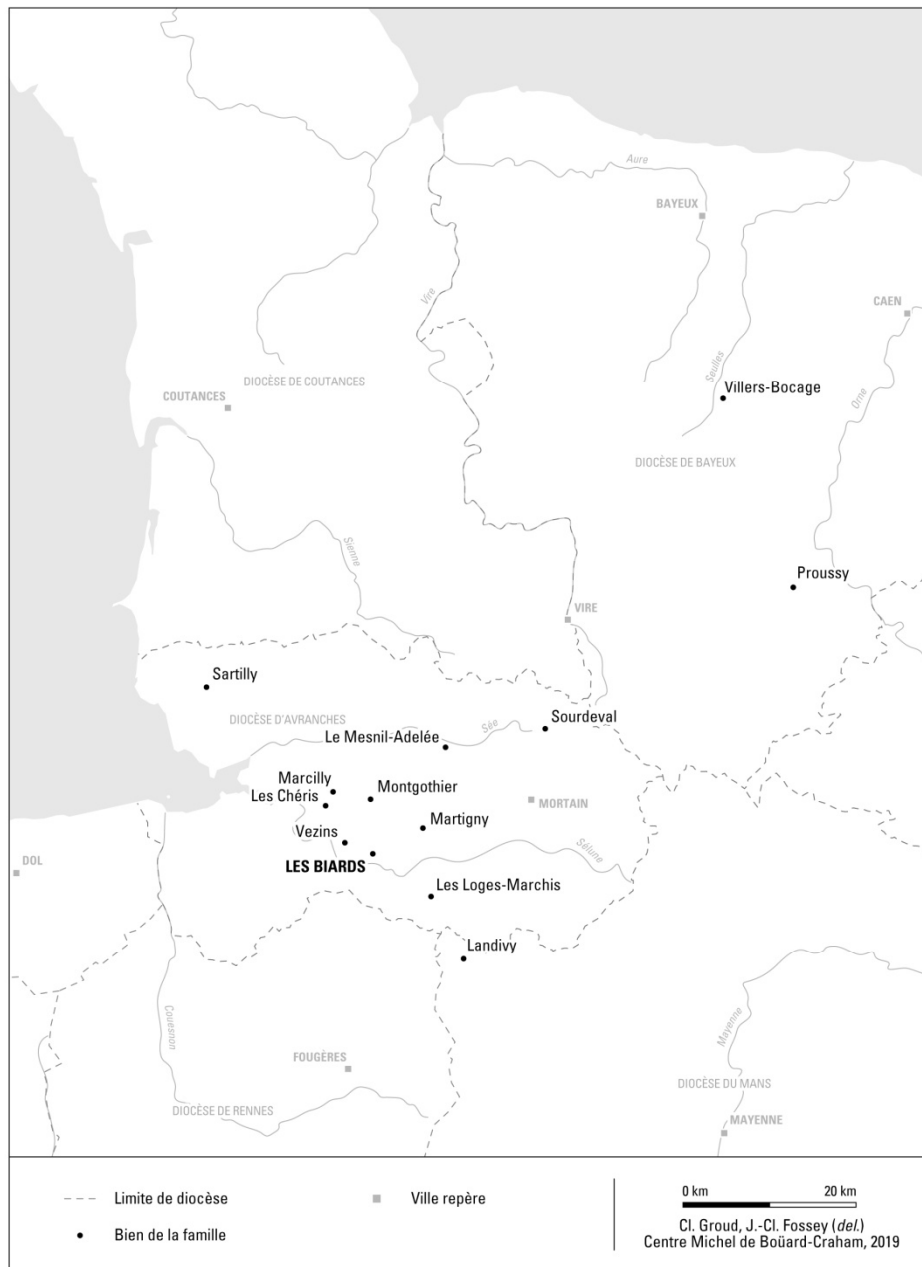 Aure
BAYEUX
Vire
CAEN
Seulles
DIOCÈSE DE COUTANCES
Villers-Bocage
COUTANCES
Orne
DIOCÈSE DE BAYEUX
Sienne
Proussy
VIRE
Sartilly
DIOCÈSE D'AVRANCHES
Sée
Sourdeval
Le Mesnil-Adelée
Marcilly
Montgothier
Les Chéris
MORTAIN
Martigny
Vezins
LES BIARDS
Sélune
DOL
Les Loges-Marchis
Landivy
Couesnon
Mayenne
FOUGÈRES
DIOCÈSE DU MANS
DIOCÈSE DE RENNES
MAYENNE
Limite de diocèse
Ville repère
Bien de la famille
0 km 20 km
Cl. Groud, J.-Cl. Fossey (del.)
Centre Michel de Boüard-Craham, 2019